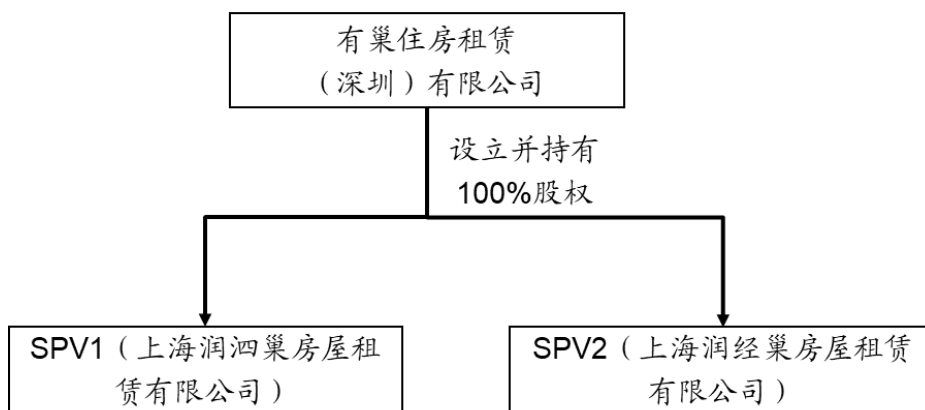 有巢住房租赁
（深圳）有限公司
设立并持有
100%股权
SPV1（上海润泗巢房屋租
赁有限公司）
SPV2（上海润经巢房屋租赁
有限公司）